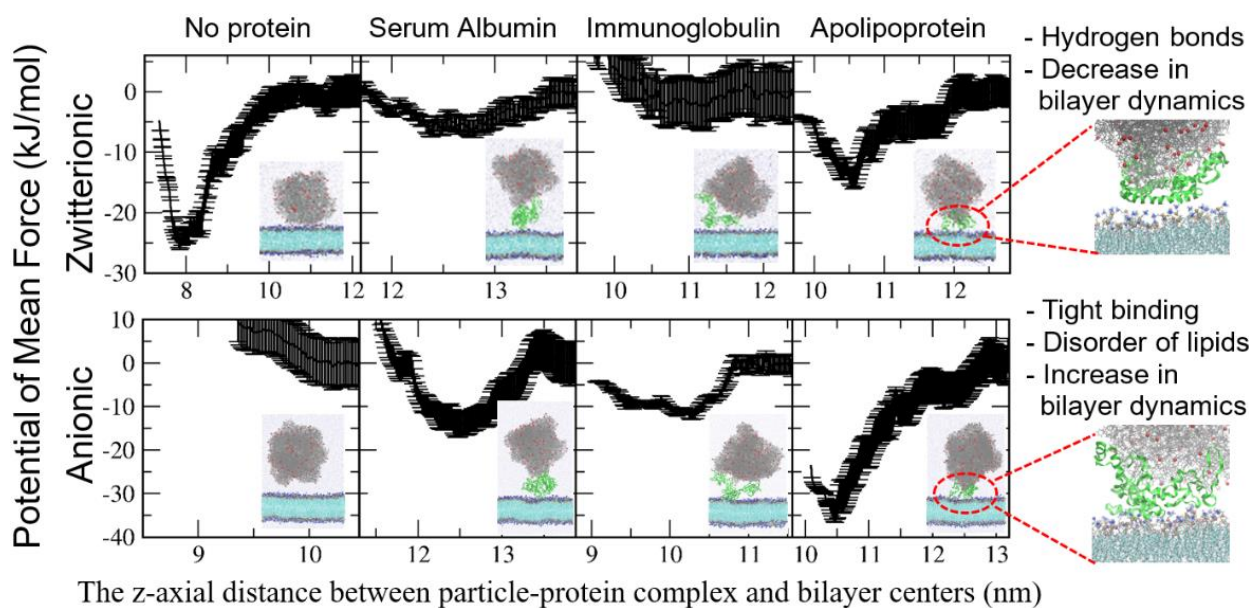 No protein Serum Albumin Immunoglobulin Apolipoprotein
Potential of Mean Force (kJ/mol)
Zwitterionic
0
-10
-20
-30
8 10 12 12 13 10 11 12 10 11 12
- Hydrogen bonds
- Decrease in
bilayer dynamics
Anionic
10
0
-10
-20
-30
-40
9 10 12 13 9 10 11 10 11 12 13
- Tight binding
- Disorder of lipids
- Increase in
bilayer dynamics
The z-axial distance between particle-protein complex and bilayer centers (nm)